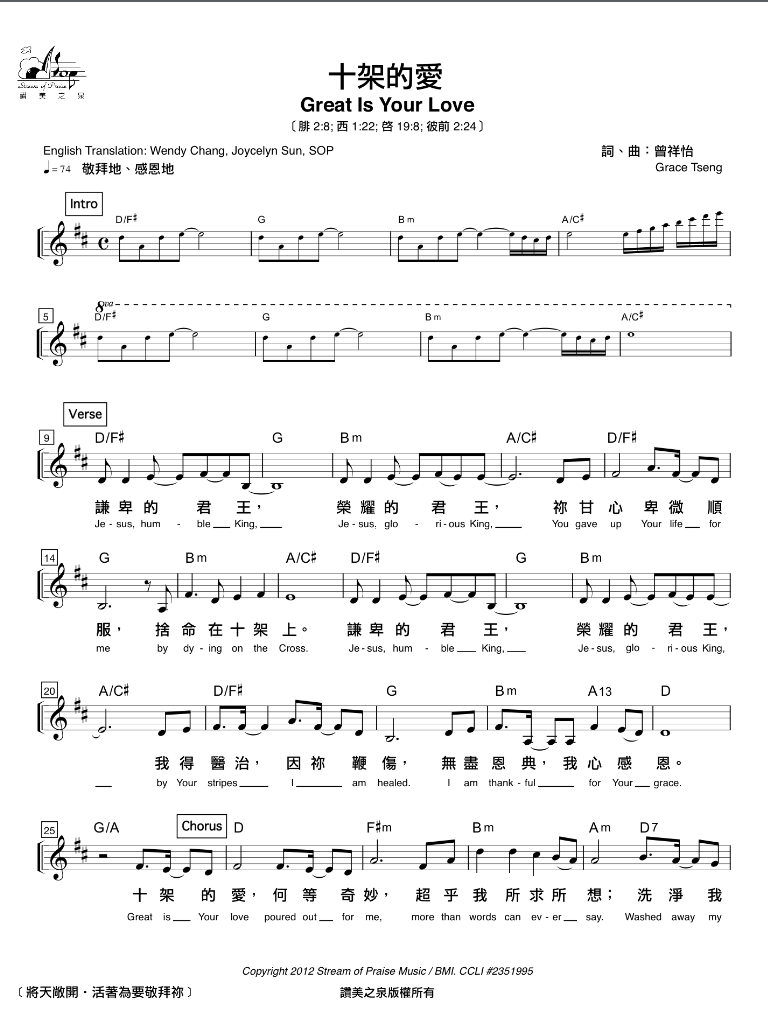 Stream of Praise
讚美之泉
十架的愛
Great Is Your Love
〔腓 2:8; 西 1:22; 啓 19:8; 彼前 2:24〕
English Translation: Wendy Chang, Joycelyn Sun, SOP
詞、曲：曾祥怡
♩= 74 敬拜地、感恩地
Grace Tseng
Intro
D/F♯ G Bm A/C♯
5
8va
D/F♯ G Bm A/C♯
Verse
9
D/F♯ G Bm A/C♯ D/F♯
謙卑的 君 王， 榮耀的 君 王， 祢甘心卑微順
Je-sus, hum - ble King, Je-sus, glo - ri-ous King, You gave up Your life for
14
G Bm A/C♯ D/F♯ G Bm
服， 捨命在十架上。 謙卑的 君 王， 榮耀的 君 王，
me by dy-ing on the Cross. Je-sus, hum - ble King, Je-sus, glo - ri-ous King,
20
A/C♯ D/F♯ G Bm A13 D
我得醫治， 因祢 鞭傷， 無盡恩典，我心感恩。
by Your stripes I am healed. I am thank-ful for Your grace.
25
G/A Chorus D F♯m Bm Am D7
十架 的愛，何等 奇妙， 超乎我 所求所 想； 洗淨我
Great is Your love poured out for me, more than words can ev-er say. Washed away my
Copyright 2012 Stream of Praise Music / BMI. CCLI #2351995
〔將天敞開・活著為要敬拜祢〕
讚美之泉版權所有